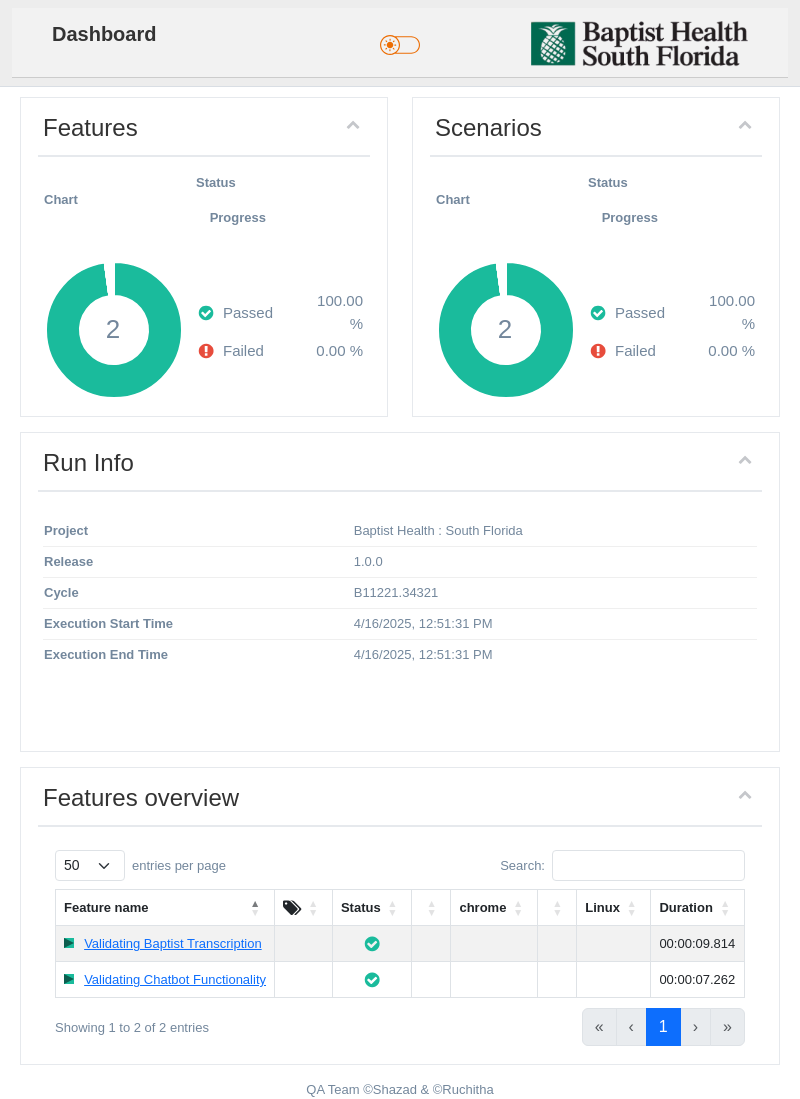 Dashboard
Baptist Health
South Florida
Features
Status
Chart
Progress
2
Passed 100.00 %
Failed 0.00 %
Scenarios
Status
Chart
Progress
2
Passed 100.00 %
Failed 0.00 %
Run Info
Project Baptist Health : South Florida
Release 1.0.0
Cycle B11221.34321
Execution Start Time 4/16/2025, 12:51:31 PM
Execution End Time 4/16/2025, 12:51:31 PM
Features overview
50 entries per page Search:
Feature name Status chrome Linux Duration
Validating Baptist Transcription 00:00:09.814
Validating Chatbot Functionality 00:00:07.262
Showing 1 to 2 of 2 entries « ‹ 1 › »
QA Team ©Shazad & ©Ruchitha